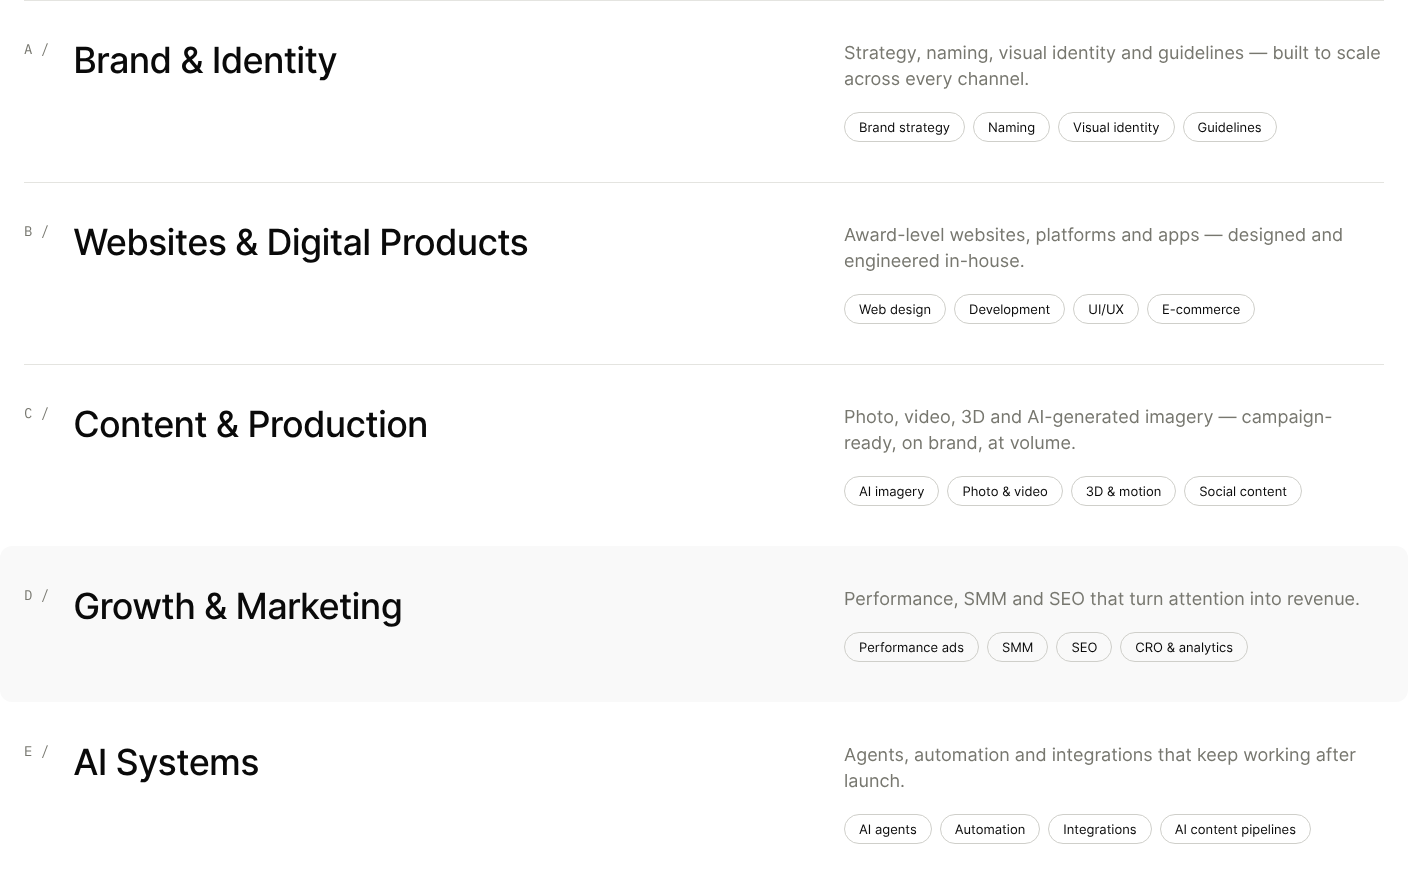 A /
Brand & Identity
Strategy, naming, visual identity and guidelines — built to scale
across every channel.
Brand strategy
Naming
Visual identity
Guidelines
B /
Websites & Digital Products
Award-level websites, platforms and apps — designed and
engineered in-house.
Web design
Development
UI/UX
E-commerce
C /
Content & Production
Photo, video, 3D and AI-generated imagery — campaign-
ready, on brand, at volume.
AI imagery
Photo & video
3D & motion
Social content
D /
Growth & Marketing
Performance, SMM and SEO that turn attention into revenue.
Performance ads
SMM
SEO
CRO & analytics
E /
AI Systems
Agents, automation and integrations that keep working after
launch.
AI agents
Automation
Integrations
AI content pipelines